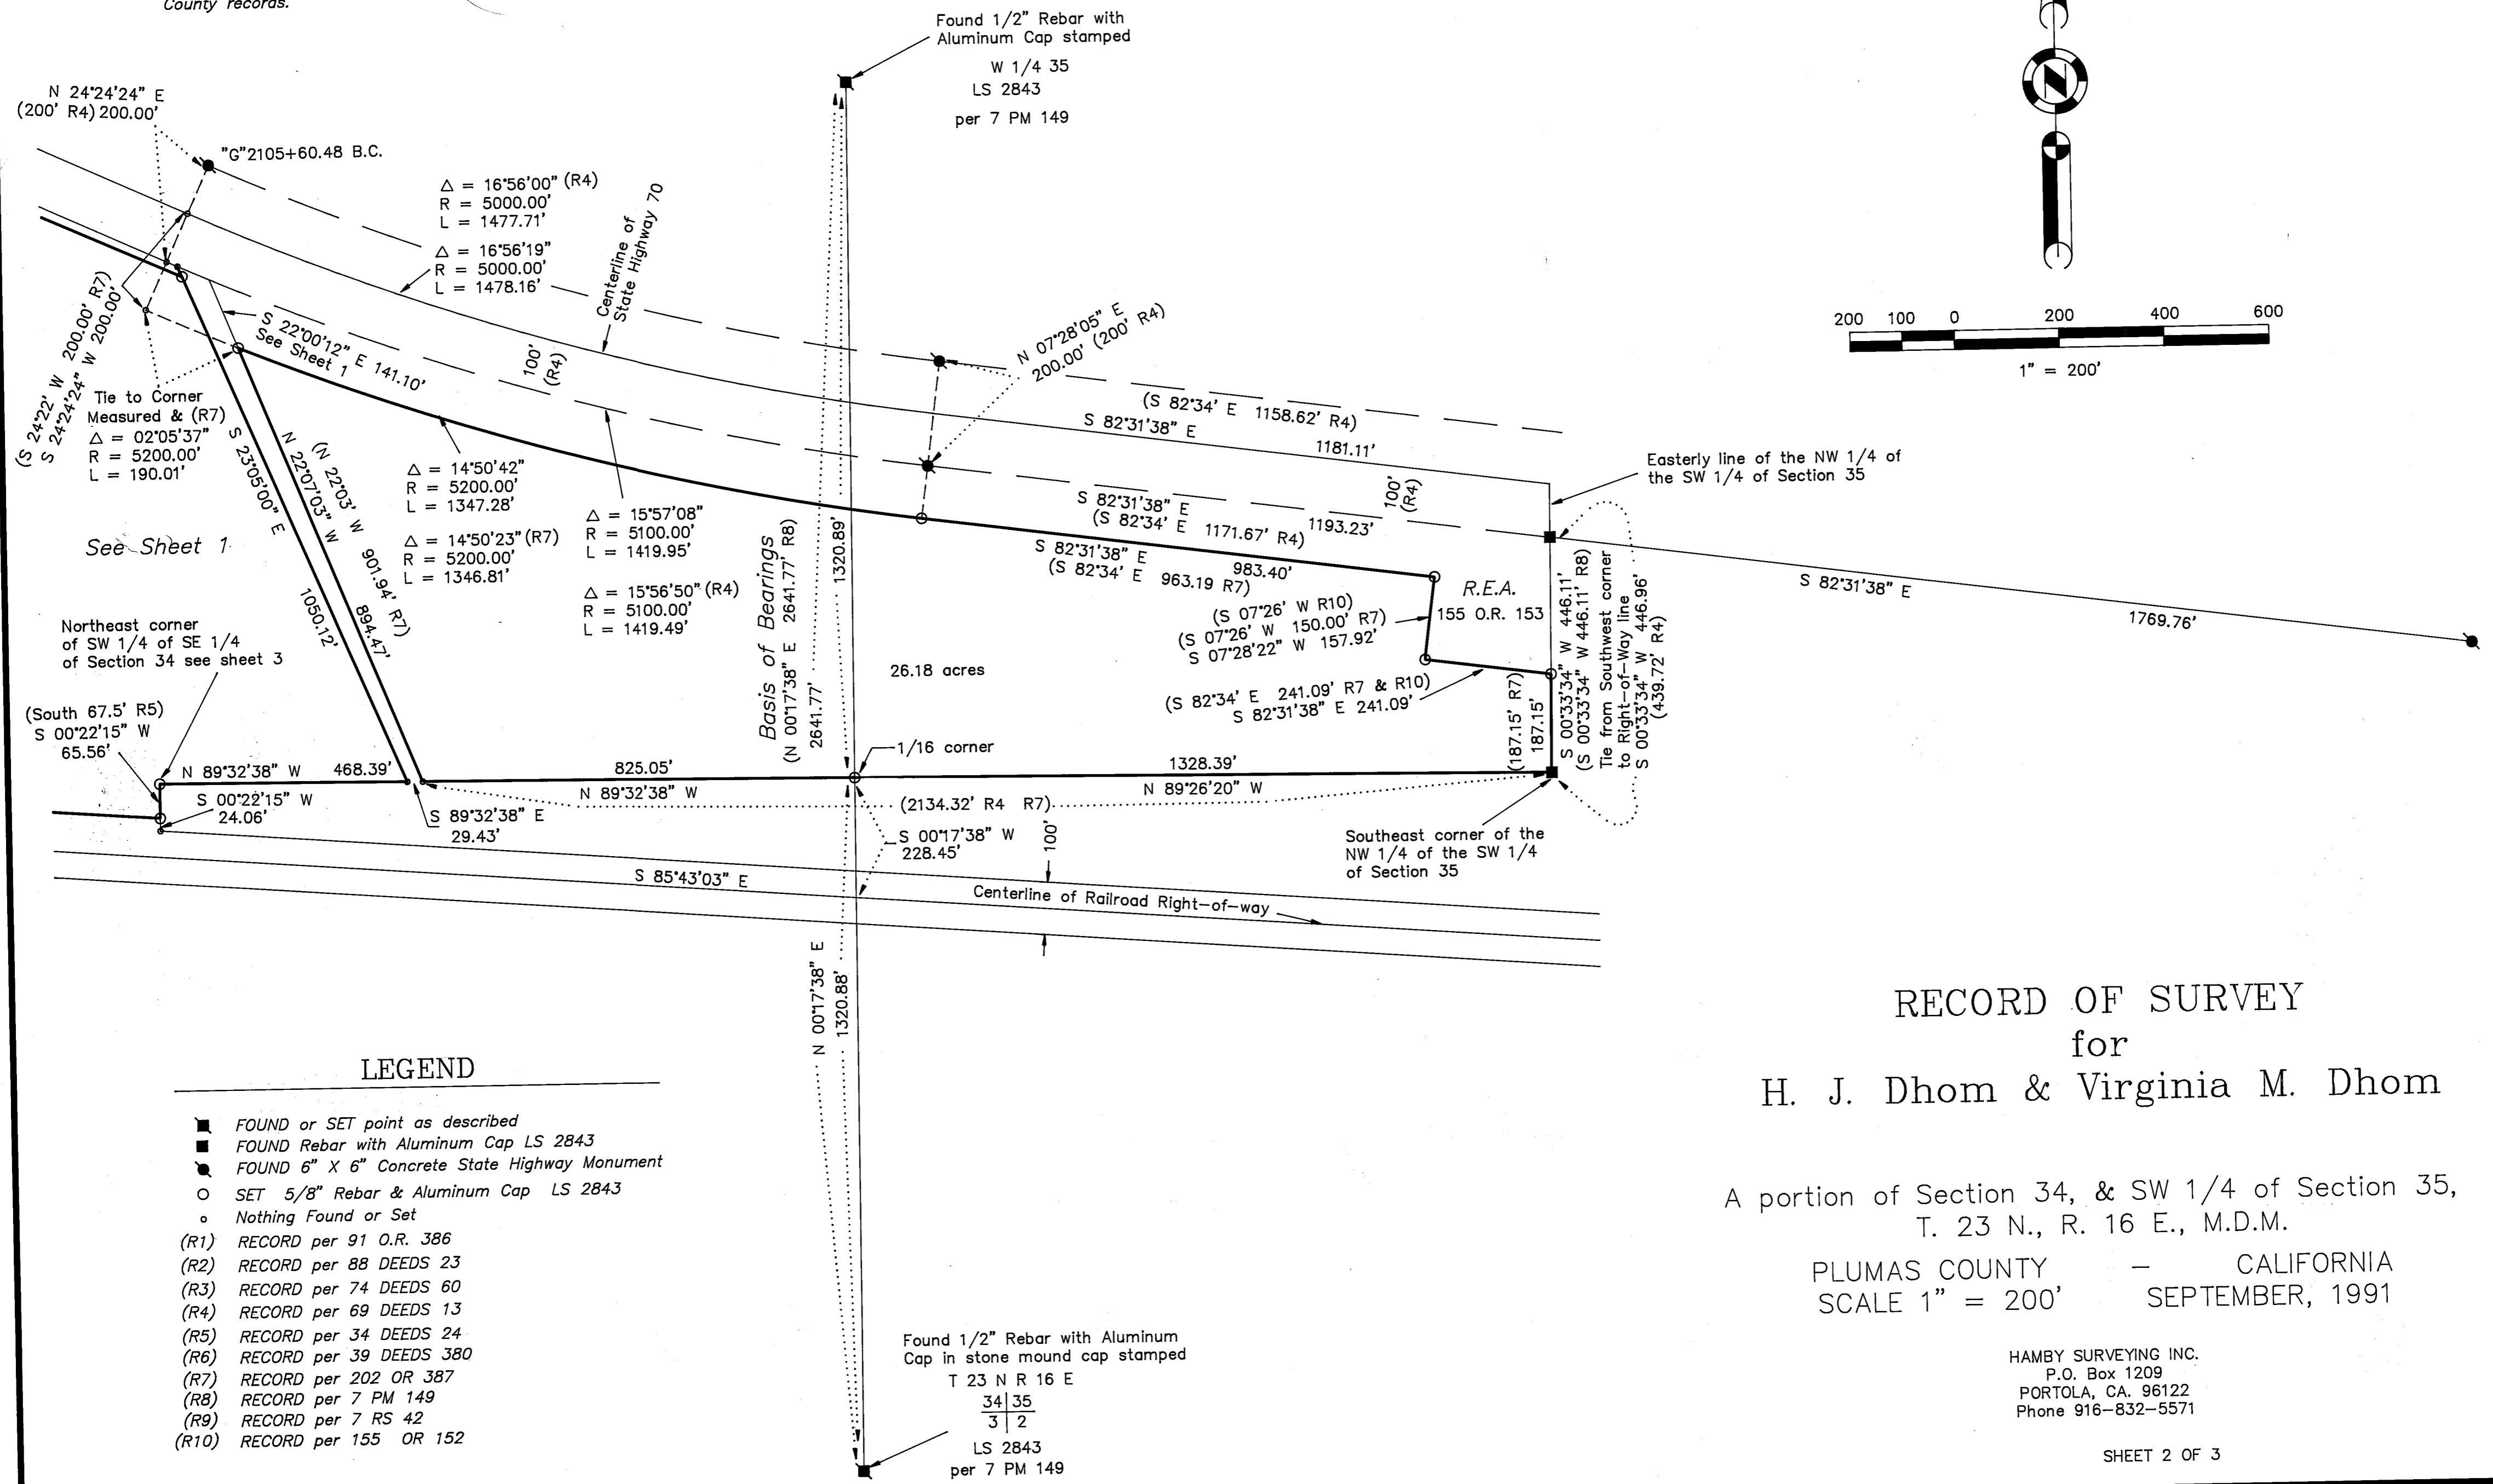 County records.
Found 1/2" Rebar with
Aluminum Cap stamped
W 1/4 35
LS 2843
per 7 PM 149
N 24°24'24" E
(200' R4) 200.00'
"G"2105+60.48 B.C.
Δ = 16°56'00" (R4)
R = 5000.00'
L = 1477.71'
Δ = 16°56'19"
R = 5000.00'
L = 1478.16'
Centerline of
State Highway 70
N
200 100 0 200 400 600
1" = 200'
N 07°28'05" E
200.00' (200' R4)
(S 24°22' W 200.00' R7)
S 24°24'24" W 200.00'
S 22°00'12" E 141.10'
See Sheet 1
100'
(R4)
Tie to Corner
Measured & (R7)
Δ = 02°05'37"
R = 5200.00'
L = 190.01'
S 23°05'00" E
1050.12'
N 22°07'03" W
894.47'
(N 22°03' W 901.94' R7)
Δ = 14°50'42"
R = 5200.00'
L = 1347.28'
Δ = 14°50'23" (R7)
R = 5200.00'
L = 1346.81'
Δ = 15°57'08"
R = 5100.00'
L = 1419.95'
Δ = 15°56'50" (R4)
R = 5100.00'
L = 1419.49'
(S 82°34' E 1158.62' R4)
S 82°31'38" E
1181.11'
Easterly line of the NW 1/4 of
the SW 1/4 of Section 35
100'
(R4)
S 82°31'38" E
1193.23'
(S 82°34' E 1171.67' R4)
S 82°31'38" E
983.40'
(S 82°34' E 963.19 R7)
S 82°31'38" E
1769.76'
R.E.A.
155 O.R. 153
(S 07°26' W R10)
(S 07°26' W 150.00' R7)
S 07°28'22" W 157.92'
(S 82°34' E 241.09' R7 & R10)
S 82°31'38" E 241.09'
(187.15' R7)
187.15'
S 00°33'34" W 446.11'
(S 00°33'34" W 446.11' R8)
Tie from Southwest corner
to Right-of-Way line
S 00°33'34" W 446.96'
(439.72' R4)
Basis of Bearings
(N 00°17'38" E 2641.77' R8)
2641.77'
1320.89'
See Sheet 1
26.18 acres
Northeast corner
of SW 1/4 of SE 1/4
of Section 34 see sheet 3
(South 67.5' R5)
S 00°22'15" W
65.56'
N 89°32'38" W 468.39'
S 00°22'15" W
24.06'
S 89°32'38" E
29.43'
825.05'
N 89°32'38" W
1/16 corner
1328.39'
N 89°26'20" W
(2134.32' R4 R7)
S 00°17'38" W
228.45'
100'
Southeast corner of the
NW 1/4 of the SW 1/4
of Section 35
S 85°43'03" E
Centerline of Railroad Right-of-way
N 00°17'38" E
1320.88'
LEGEND
FOUND or SET point as described
FOUND Rebar with Aluminum Cap LS 2843
FOUND 6" X 6" Concrete State Highway Monument
SET 5/8" Rebar & Aluminum Cap LS 2843
Nothing Found or Set
(R1) RECORD per 91 O.R. 386
(R2) RECORD per 88 DEEDS 23
(R3) RECORD per 74 DEEDS 60
(R4) RECORD per 69 DEEDS 13
(R5) RECORD per 34 DEEDS 24
(R6) RECORD per 39 DEEDS 380
(R7) RECORD per 202 OR 387
(R8) RECORD per 7 PM 149
(R9) RECORD per 7 RS 42
(R10) RECORD per 155 OR 152
Found 1/2" Rebar with Aluminum
Cap in stone mound cap stamped
T 23 N R 16 E
34 35
3 2
LS 2843
per 7 PM 149
RECORD OF SURVEY
for
H. J. Dhom & Virginia M. Dhom
A portion of Section 34, & SW 1/4 of Section 35,
T. 23 N., R. 16 E., M.D.M.
PLUMAS COUNTY – CALIFORNIA
SCALE 1" = 200' SEPTEMBER, 1991
HAMBY SURVEYING INC.
P.O. Box 1209
PORTOLA, CA. 96122
Phone 916-832-5571
SHEET 2 OF 3